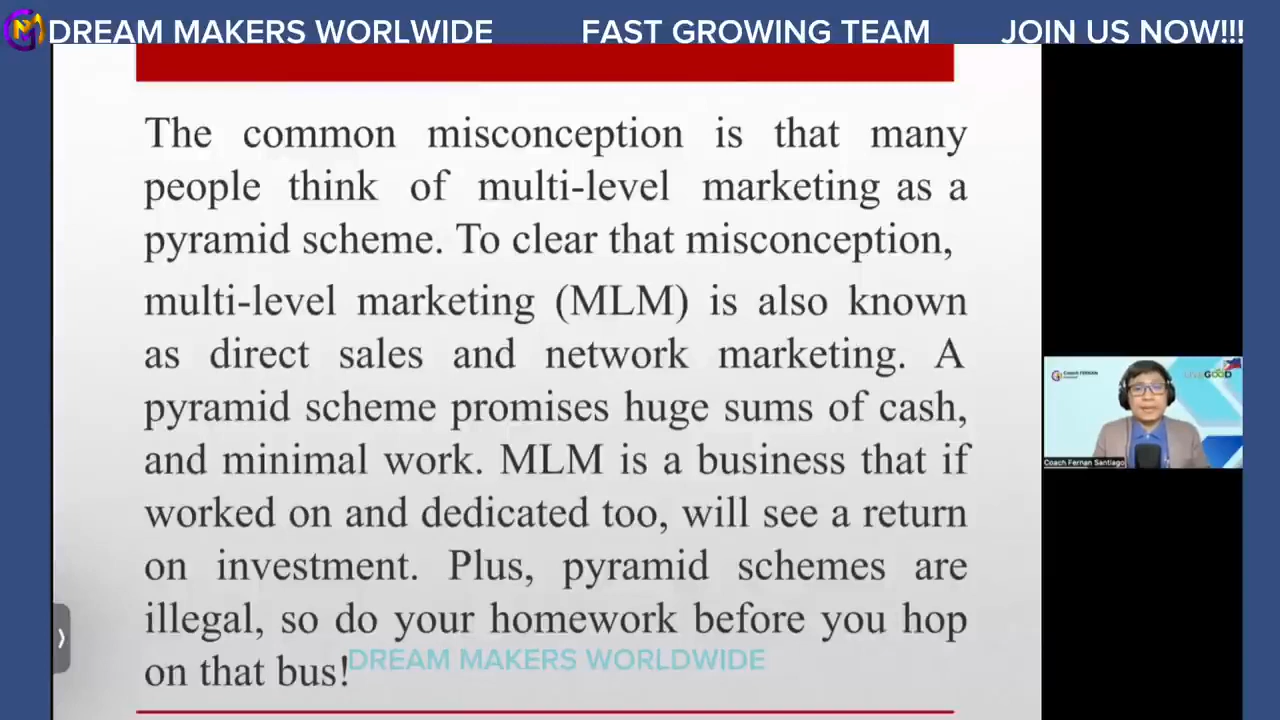 DREAM MAKERS WORLWIDE FAST GROWING TEAM JOIN US NOW!!!
The common misconception is that many
people think of multi-level marketing as a
pyramid scheme. To clear that misconception,
multi-level marketing (MLM) is also known
as direct sales and network marketing. A
pyramid scheme promises huge sums of cash,
and minimal work. MLM is a business that if
worked on and dedicated too, will see a return
on investment. Plus, pyramid schemes are
illegal, so do your homework before you hop
on that bus!
DREAM MAKERS WORLDWIDE
Coach FERNAN
GOOD
Coach Fernan Santiago